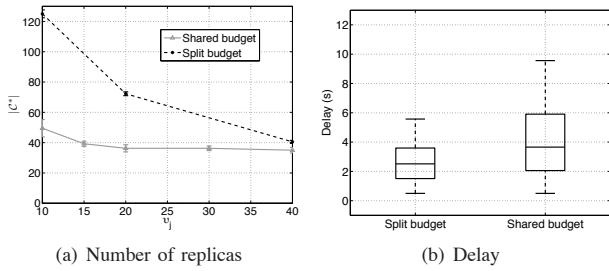 120
100
80
60
40
20
0
|C*|
10
15
20
25
30
35
40
v_j
Shared budget
Split budget
(a) Number of replicas
12
10
8
6
4
2
0
Delay (s)
Split budget
Shared budget
(b) Delay